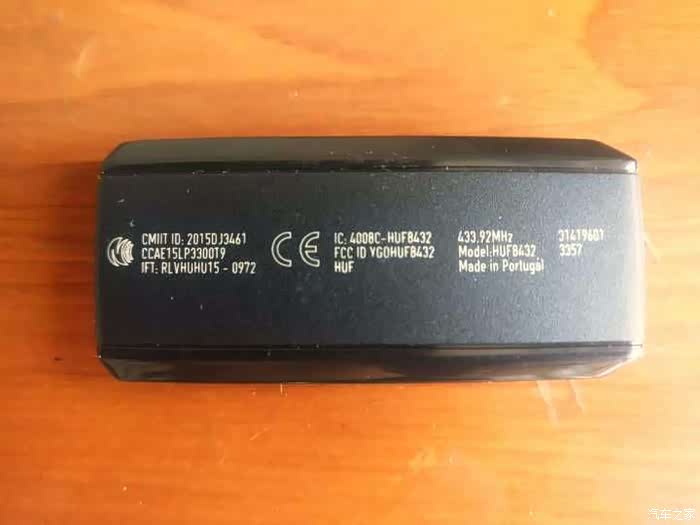 CMIIT ID: 2015DJ3461
CCAE15LP3300T9
IFT: RLVHUHU15 - 0972
CE
IC: 4008C-HUF8432
FCC ID YGOHUF8432
HUF
433,92MHz
Model:HUF8432
Made in Portugal
31419601
3357
汽车之家